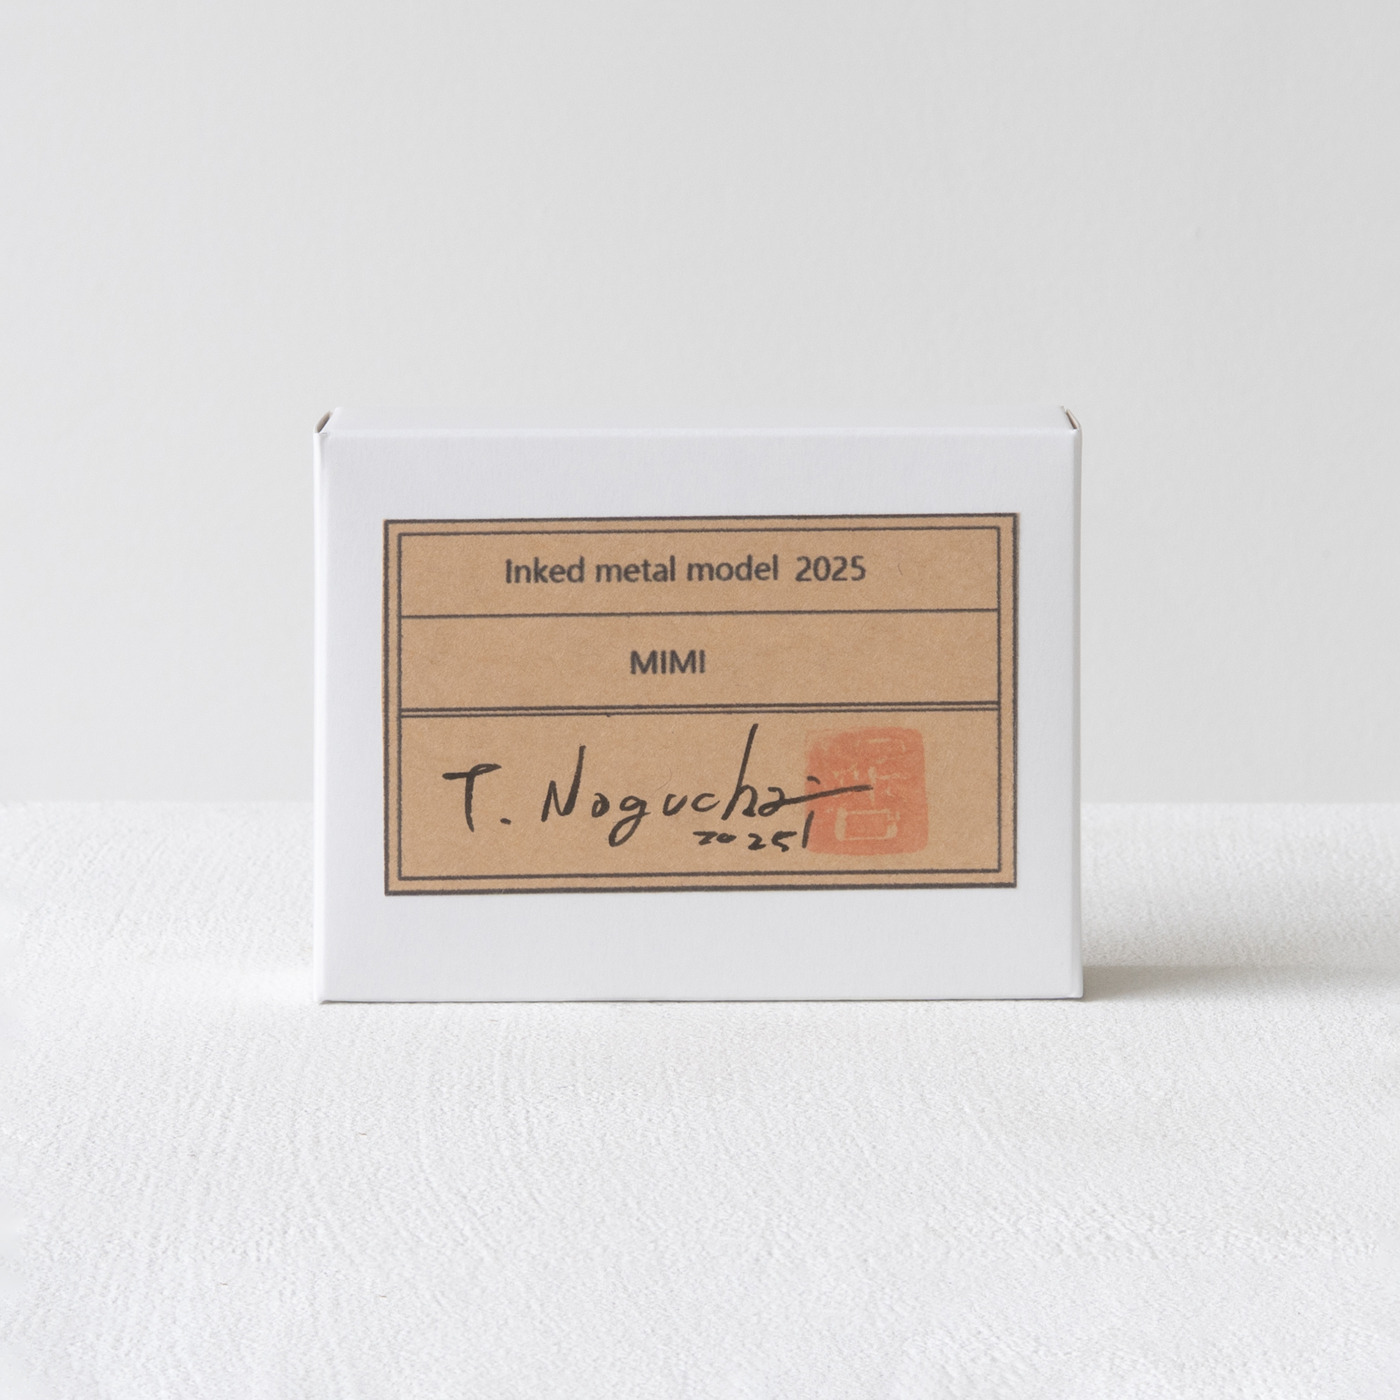 Inked metal model 2025
MIMI
T. Noguchi
2025